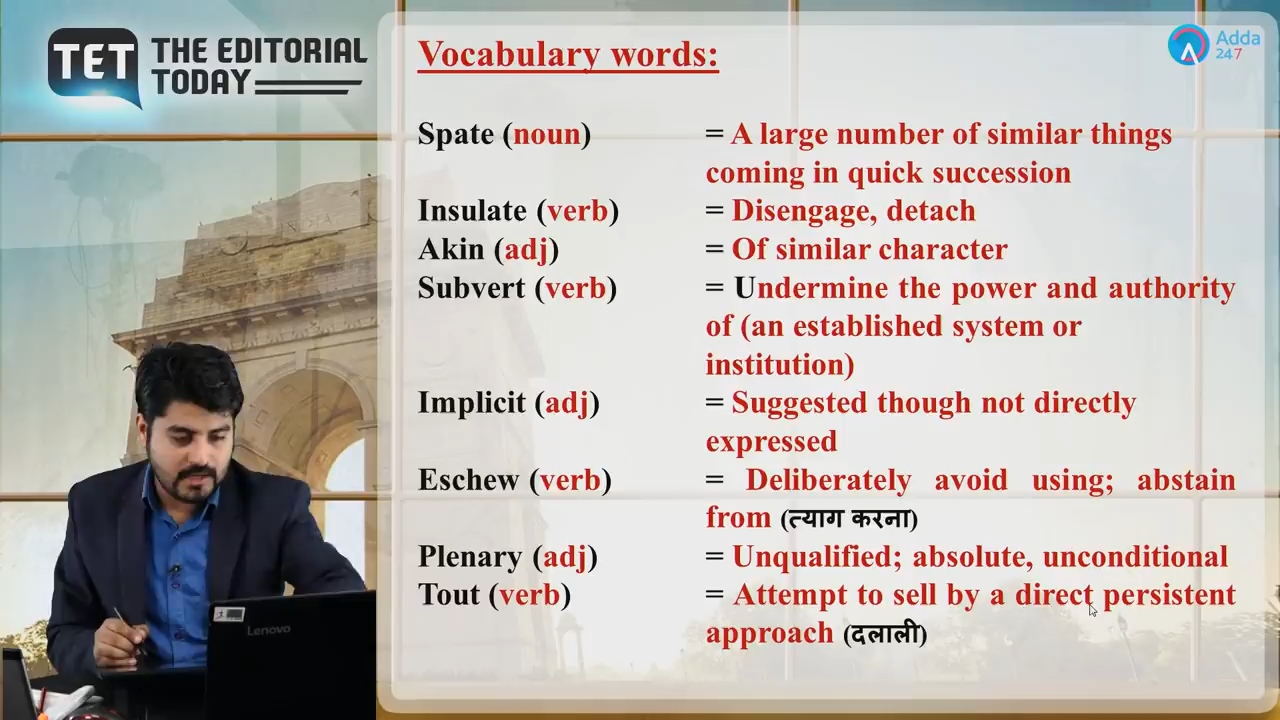 TET THE EDITORIAL
TODAY
Adda
247
Vocabulary words:
Spate (noun) = A large number of similar things
coming in quick succession
Insulate (verb) = Disengage, detach
Akin (adj) = Of similar character
Subvert (verb) = Undermine the power and authority
of (an established system or
institution)
Implicit (adj) = Suggested though not directly
expressed
Eschew (verb) = Deliberately avoid using; abstain
from (त्याग करना)
Plenary (adj) = Unqualified; absolute, unconditional
Tout (verb) = Attempt to sell by a direct persistent
approach (दलाली)
Lenovo
INDIA